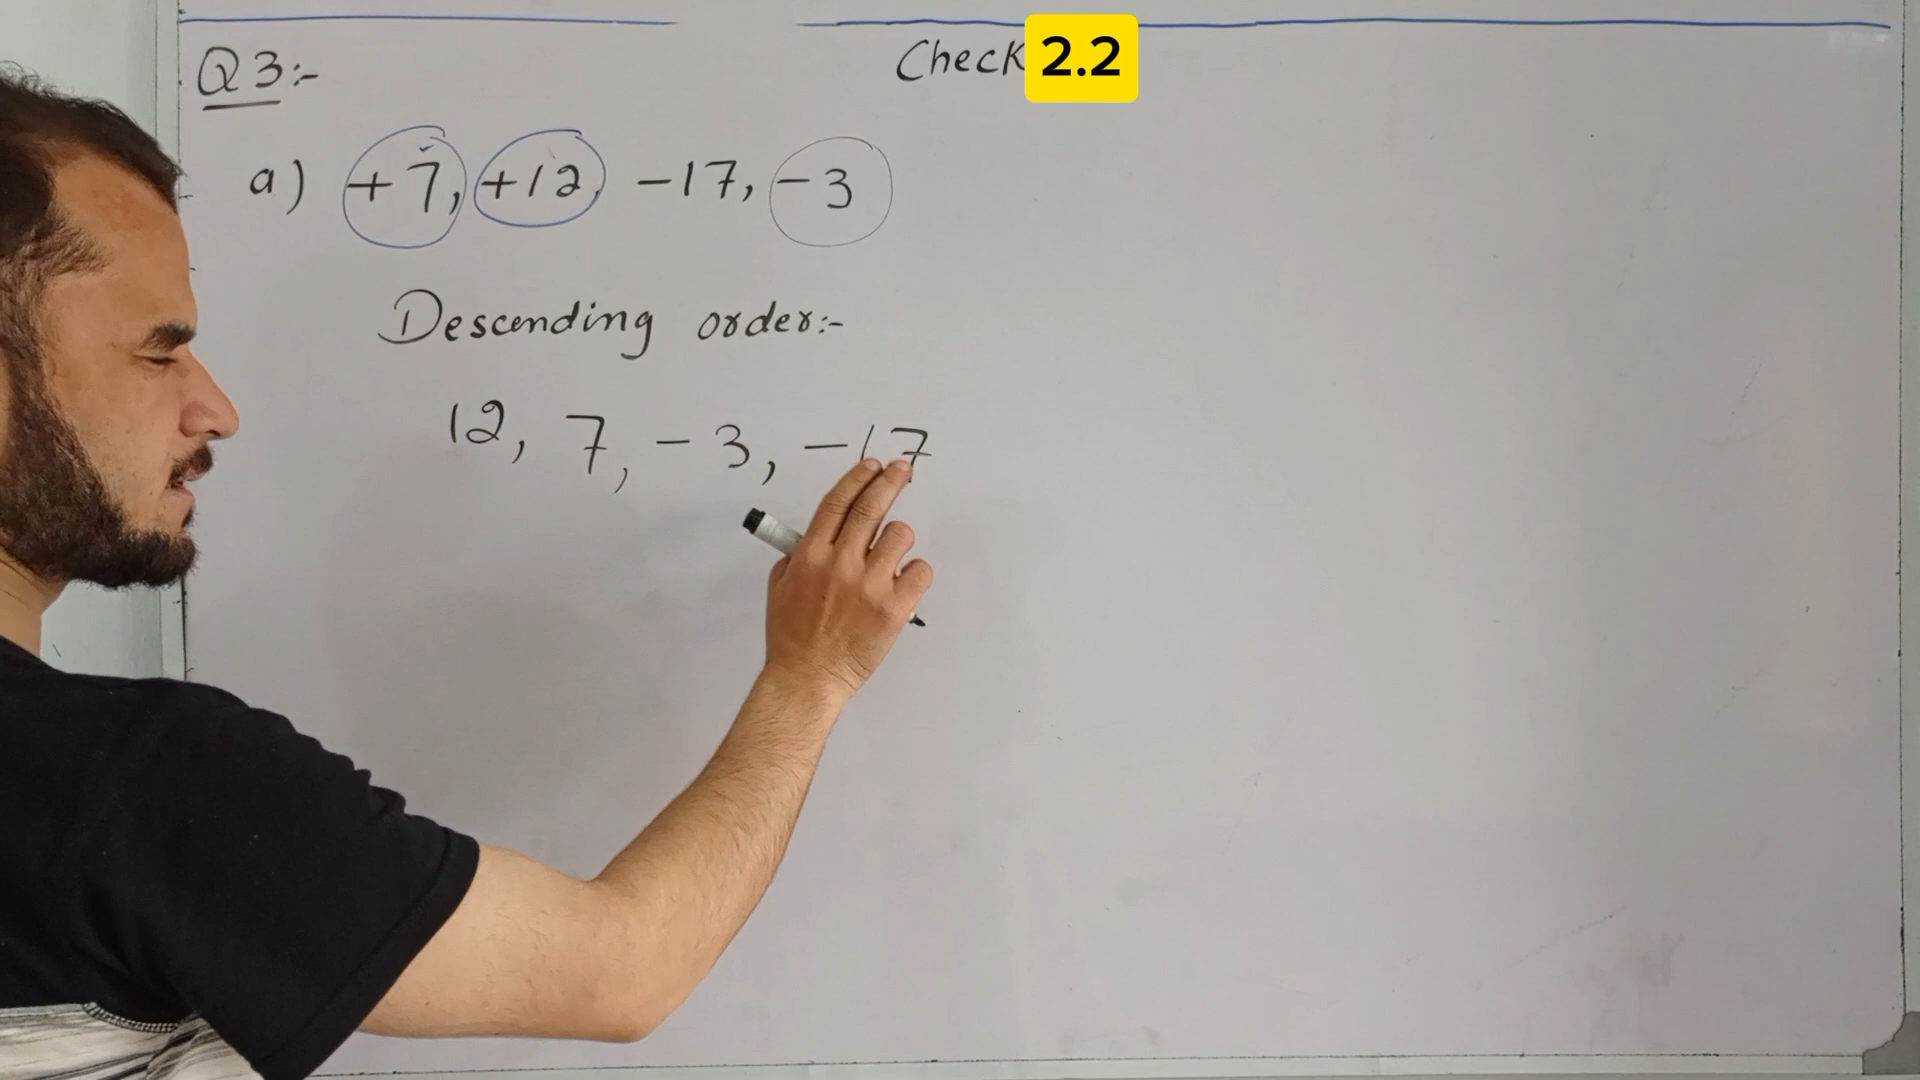 Q3:-
Check 2.2
a) +7, +12, -17, -3
Descending order:-
12, 7, -3, -17